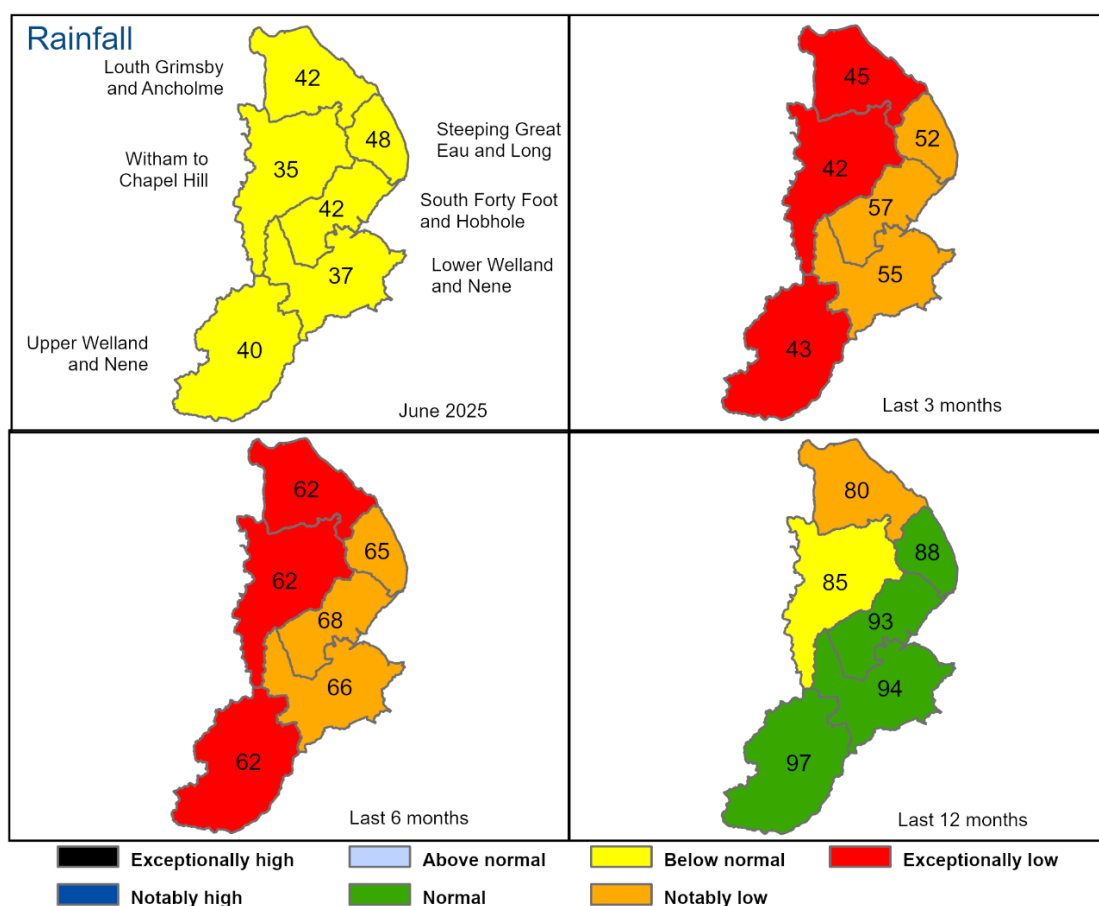 Rainfall
Louth Grimsby
and Ancholme
42
Steeping Great
Eau and Long
48
Witham to
Chapel Hill
35
42
South Forty Foot
and Hobhole
37
Lower Welland
and Nene
Upper Welland
and Nene
40
June 2025
45
52
42
57
55
43
Last 3 months
62
65
62
68
66
62
Last 6 months
80
88
85
93
94
97
Last 12 months
Exceptionally high
Above normal
Below normal
Exceptionally low
Notably high
Normal
Notably low